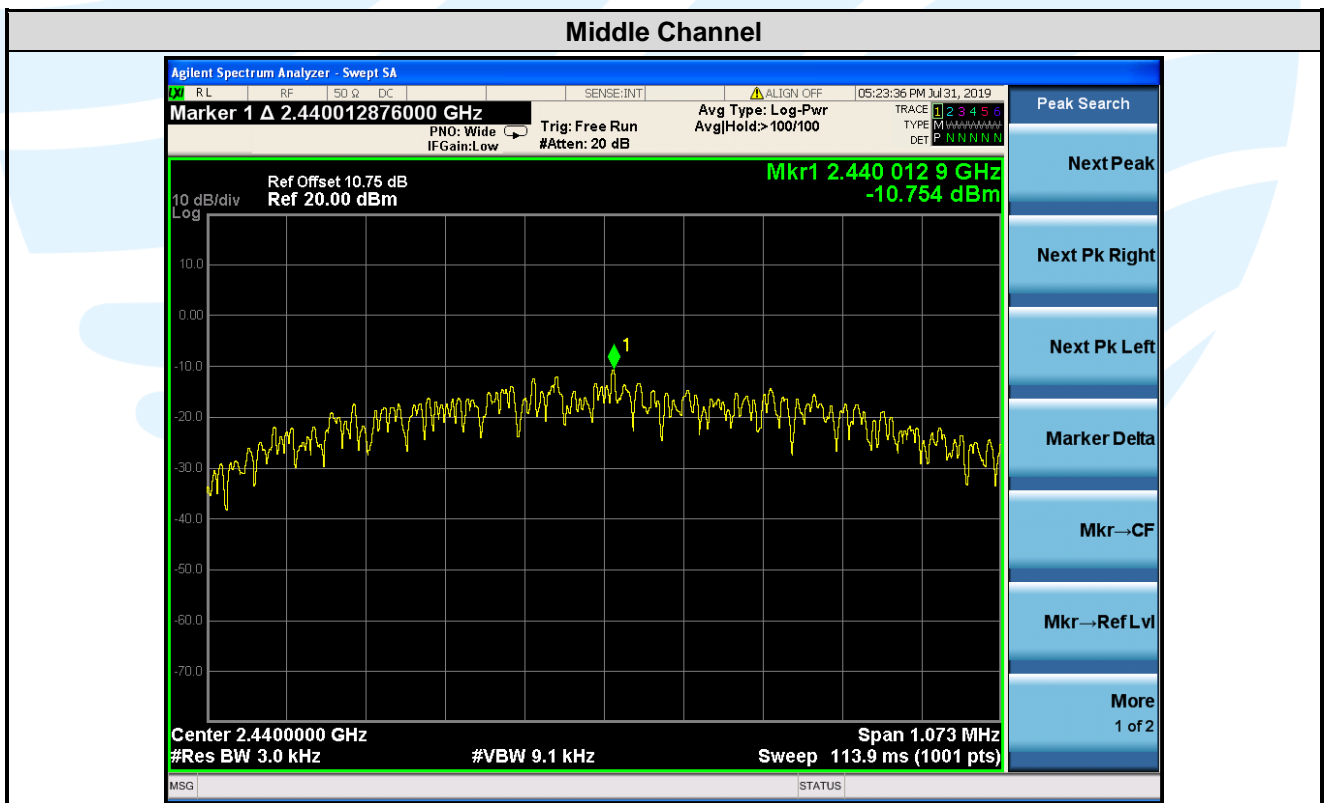 Middle Channel
Agilent Spectrum Analyzer - Swept SA
LXI RL RF 50 Ω DC SENSE:INT ALIGN OFF 05:23:36 PM Jul 31, 2019
Marker 1 Δ 2.440012876000 GHz
PNO: Wide
IFGain:Low
Trig: Free Run
#Atten: 20 dB
Avg Type: Log-Pwr
Avg|Hold:>100/100
TRACE 1 2 3 4 5 6
TYPE M WWWWW
DET P N N N N N
Ref Offset 10.75 dB
Ref 20.00 dBm
10 dB/div
Log
Mkr1 2.440 012 9 GHz
-10.754 dBm
10.0
0.00
-10.0
-20.0
-30.0
-40.0
-50.0
-60.0
-70.0
1
Center 2.4400000 GHz
#Res BW 3.0 kHz
#VBW 9.1 kHz
Span 1.073 MHz
Sweep 113.9 ms (1001 pts)
MSG
STATUS
Peak Search
Next Peak
Next Pk Right
Next Pk Left
Marker Delta
Mkr→CF
Mkr→Ref Lvl
More
1 of 2